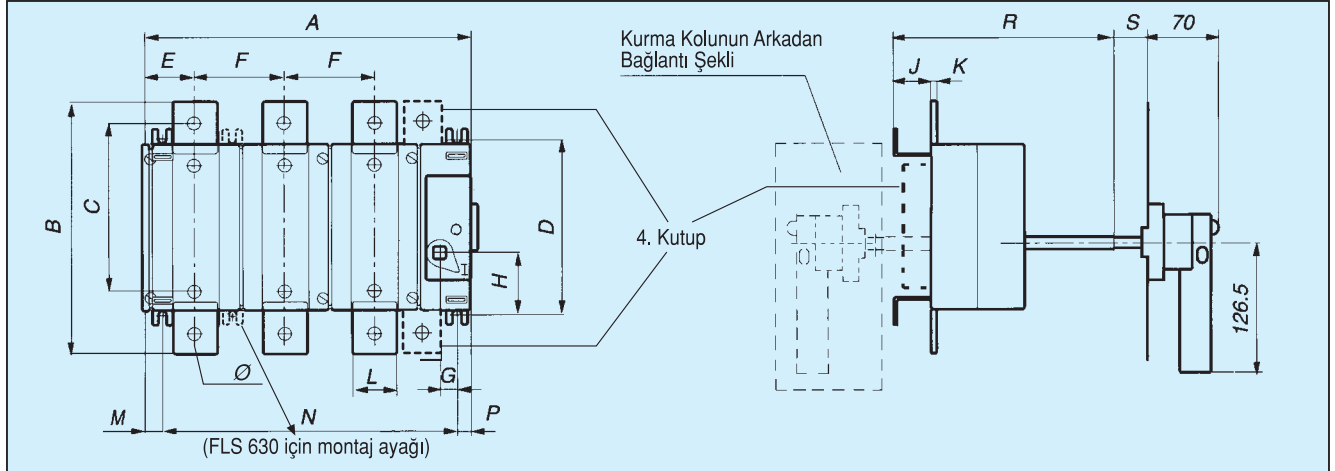 A
R
S
70
E
F
F
Kurma Kolunun Arkadan
Bağlantı Şekli
J
K
B
C
D
4. Kutup
H
I
126.5
Ø
L
G
M
N
P
(FLS 630 için montaj ayağı)